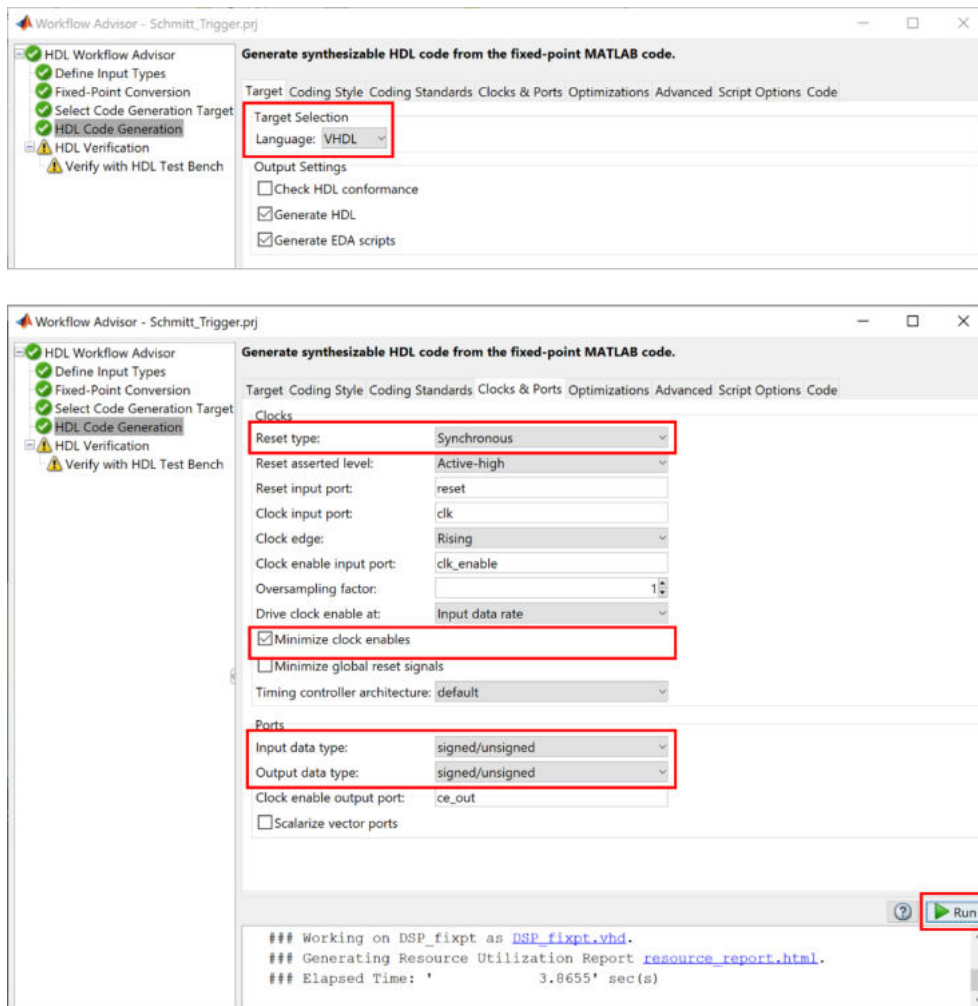 Workflow Advisor - Schmitt_Trigger.prj
HDL Workflow Advisor
Define Input Types
Fixed-Point Conversion
Select Code Generation Target
HDL Code Generation
HDL Verification
Verify with HDL Test Bench
Generate synthesizable HDL code from the fixed-point MATLAB code.
Target Coding Style Coding Standards Clocks & Ports Optimizations Advanced Script Options Code
Target Selection
Language: VHDL
Output Settings
Check HDL conformance
Generate HDL
Generate EDA scripts
Workflow Advisor - Schmitt_Trigger.prj
HDL Workflow Advisor
Define Input Types
Fixed-Point Conversion
Select Code Generation Target
HDL Code Generation
HDL Verification
Verify with HDL Test Bench
Generate synthesizable HDL code from the fixed-point MATLAB code.
Target Coding Style Coding Standards Clocks & Ports Optimizations Advanced Script Options Code
Clocks
Reset type: Synchronous
Reset asserted level: Active-high
Reset input port: reset
Clock input port: clk
Clock edge: Rising
Clock enable input port: clk_enable
Oversampling factor: 1
Drive clock enable at: Input data rate
Minimize clock enables
Minimize global reset signals
Timing controller architecture: default
Ports
Input data type: signed/unsigned
Output data type: signed/unsigned
Clock enable output port: ce_out
Scalarize vector ports
? Run
### Working on DSP_fixpt as DSP_fixpt.vhd.
### Generating Resource Utilization Report resource_report.html.
### Elapsed Time: ' 3.8655' sec(s)